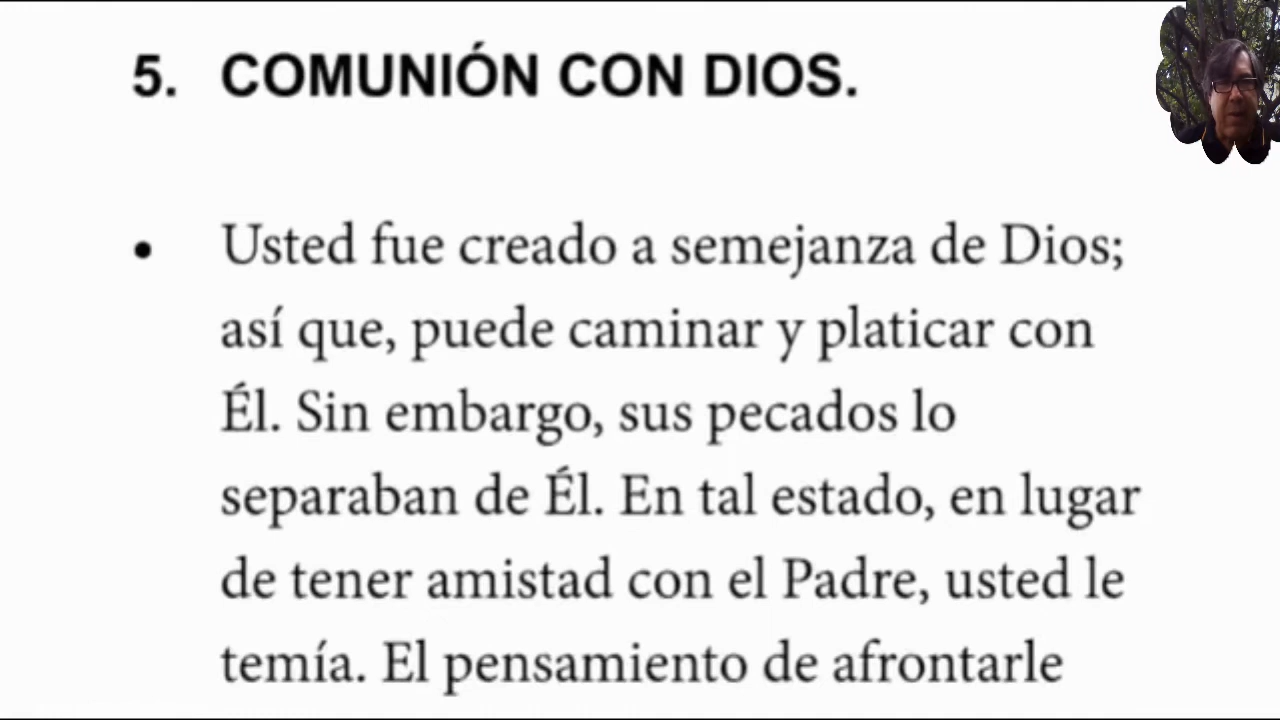 5. COMUNIÓN CON DIOS.
• Usted fue creado a semejanza de Dios;
así que, puede caminar y platicar con
Él. Sin embargo, sus pecados lo
separaban de Él. En tal estado, en lugar
de tener amistad con el Padre, usted le
temía. El pensamiento de afrontarle